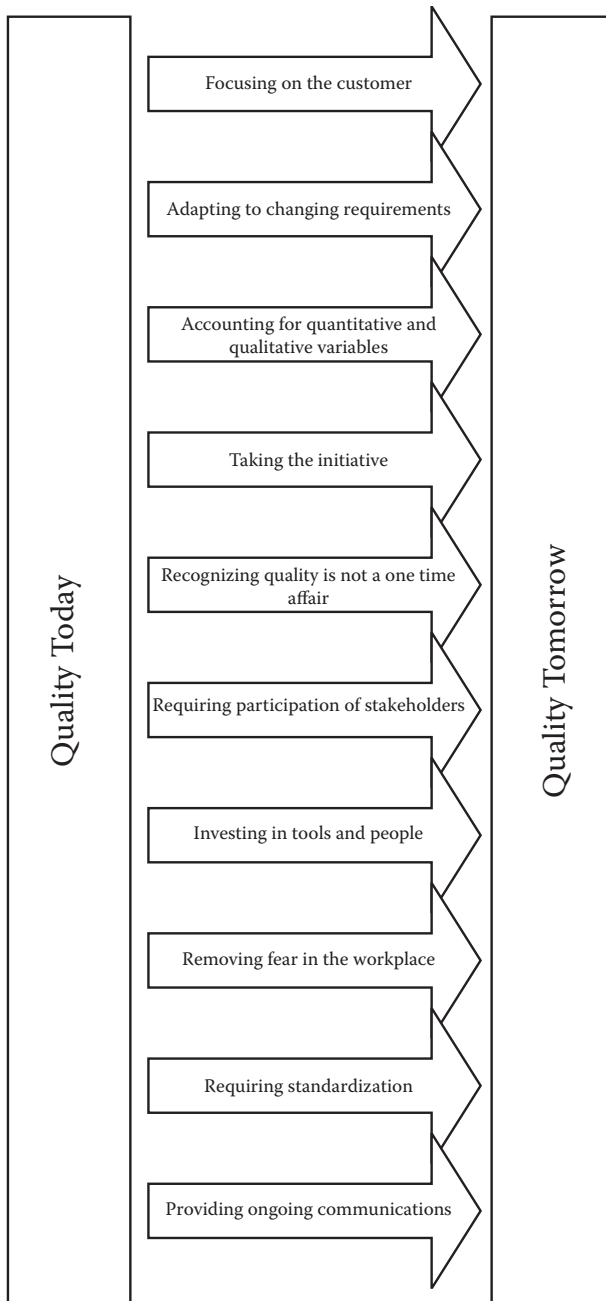 Quality Today
Focusing on the customer
Adapting to changing requirements
Accounting for quantitative and
qualitative variables
Taking the initiative
Recognizing quality is not a one time
affair
Requiring participation of stakeholders
Investing in tools and people
Removing fear in the workplace
Requiring standardization
Providing ongoing communications
Quality Tomorrow